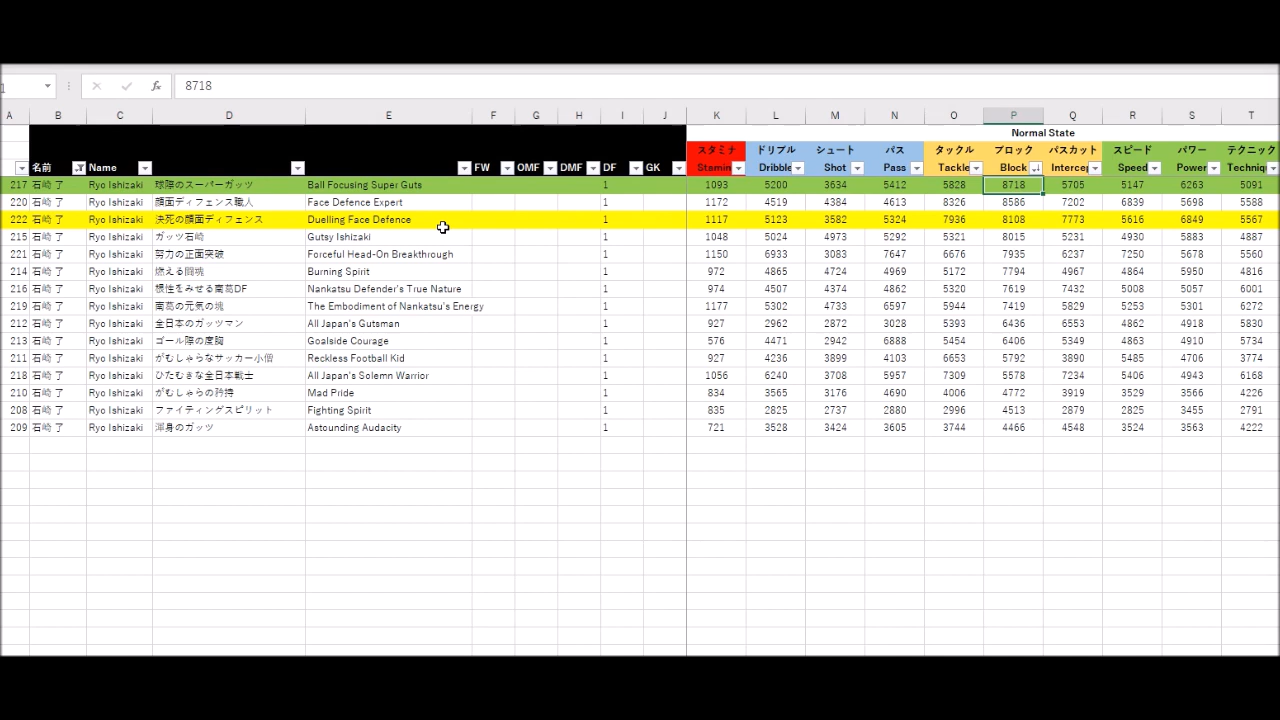 8718
A B C D E F G H I J K L M N O P Q R S T
Normal State
スタミナ ドリブル シュート パス タックル ブロック パスカット スピード パワー テクニック
名前 Name FW OMF DMF DF GK Stamin Dribble Shot Pass Tackle Block Intercep Speed Power Techniqu
217 石崎 了 Ryo Ishizaki 球際のスーパーガッツ Ball Focusing Super Guts 1 1093 5200 3634 5412 5828 8718 5705 5147 6263 5091
220 石崎 了 Ryo Ishizaki 顔面ディフェンス職人 Face Defence Expert 1 1172 4519 4384 4613 8326 8586 7202 6839 5698 5588
222 石崎 了 Ryo Ishizaki 決死の顔面ディフェンス Duelling Face Defence 1 1117 5123 3582 5324 7936 8108 7773 5616 6849 5567
215 石崎 了 Ryo Ishizaki ガッツ石崎 Gutsy Ishizaki 1 1048 5024 4973 5292 5321 8015 5231 4930 5883 4887
221 石崎 了 Ryo Ishizaki 努力の正面突破 Forceful Head-On Breakthrough 1 1150 6933 3083 7647 6676 7935 6237 7250 5678 5560
214 石崎 了 Ryo Ishizaki 燃える闘魂 Burning Spirit 1 972 4865 4724 4969 5172 7794 4967 4864 5950 4816
216 石崎 了 Ryo Ishizaki 根性をみせる南葛DF Nankatsu Defender's True Nature 1 974 4507 4374 4862 5320 7619 7432 5008 5057 6001
219 石崎 了 Ryo Ishizaki 南葛の元気の塊 The Embodiment of Nankatsu's Energy 1 1177 5302 4733 6597 5944 7419 5829 5253 5301 6272
212 石崎 了 Ryo Ishizaki 全日本のガッツマン All Japan's Gutsman 1 927 2962 2872 3028 5393 6436 6553 4862 4918 5830
213 石崎 了 Ryo Ishizaki ゴール際の度胸 Goalside Courage 1 576 4471 2942 6888 5454 6406 5349 4863 4910 5734
211 石崎 了 Ryo Ishizaki がむしゃらなサッカー小僧 Reckless Football Kid 1 927 4236 3899 4103 6653 5792 3890 5485 4706 3774
218 石崎 了 Ryo Ishizaki ひたむきな全日本戦士 All Japan's Solemn Warrior 1 1056 6240 3708 5957 7309 5578 7234 5406 4943 6168
210 石崎 了 Ryo Ishizaki がむしゃらの矜持 Mad Pride 1 834 3565 3176 4690 4006 4772 3919 3529 3566 4226
208 石崎 了 Ryo Ishizaki ファイティングスピリット Fighting Spirit 1 835 2825 2737 2880 2996 4513 2879 2825 3455 2791
209 石崎 了 Ryo Ishizaki 渾身のガッツ Astounding Audacity 1 721 3528 3424 3605 3744 4466 4548 3524 3563 4222